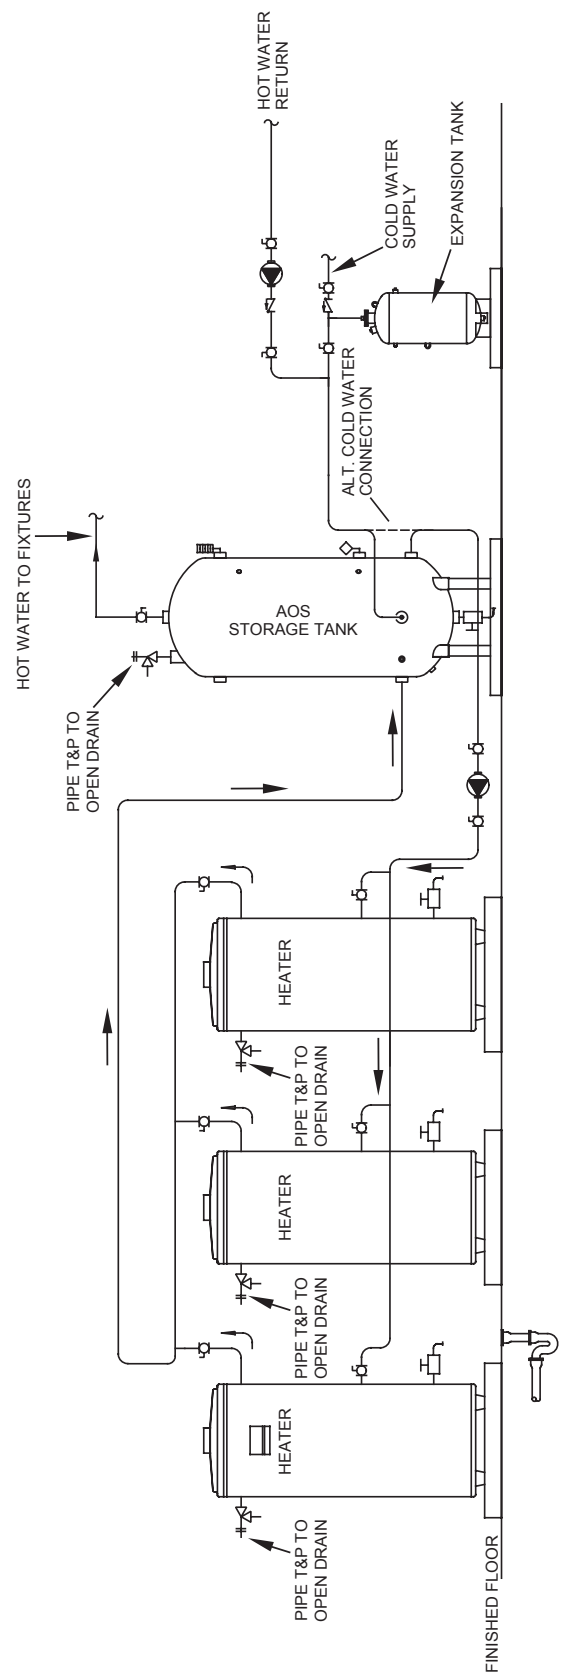 HOT WATER TO FIXTURES
PIPE T&P TO
OPEN DRAIN
HOT WATER
RETURN
COLD WATER
SUPPLY
EXPANSION TANK
ALT. COLD WATER
CONNECTION
AOS
STORAGE TANK
HEATER
PIPE T&P TO
OPEN DRAIN
HEATER
PIPE T&P TO
OPEN DRAIN
HEATER
PIPE T&P TO
OPEN DRAIN
FINISHED FLOOR